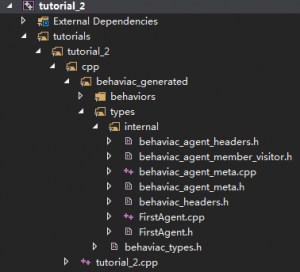 tutorial_2
External Dependencies
tutorials
tutorial_2
cpp
behaviac_generated
behaviors
types
internal
behaviac_agent_headers.h
behaviac_agent_member_visitor.h
behaviac_agent_meta.cpp
behaviac_agent_meta.h
behaviac_headers.h
FirstAgent.cpp
FirstAgent.h
behaviac_types.h
tutorial_2.cpp